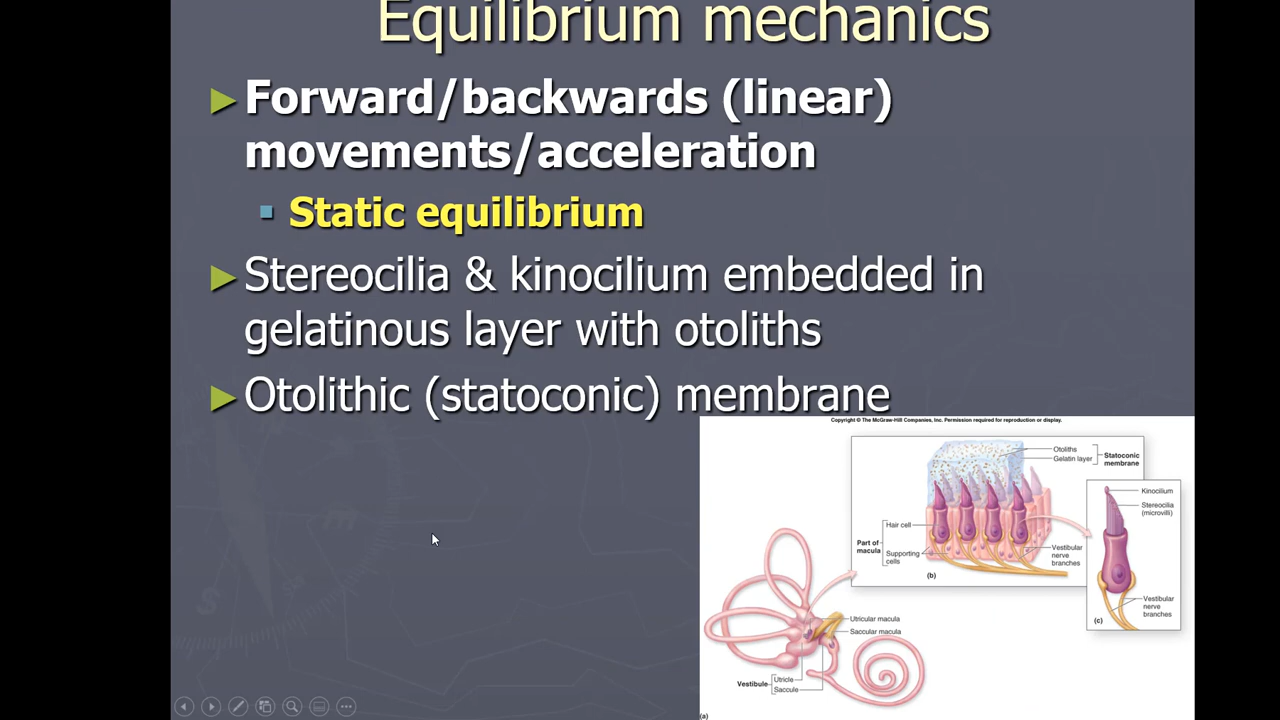 Equilibrium mechanics
Forward/backwards (linear)
movements/acceleration
Static equilibrium
Stereocilia & kinocilium embedded in
gelatinous layer with otoliths
Otolithic (statoconic) membrane
Copyright © The McGraw-Hill Companies, Inc. Permission required for reproduction or display.
Otoliths
Gelatin layer
Statoconic
membrane
Hair cell
Part of
macula
Supporting
cells
Vestibular
nerve
branches
(b)
Kinocilium
Stereocilia
(microvilli)
Vestibular
nerve
branches
(c)
Utricular macula
Saccular macula
Vestibule
Utricle
Saccule
(a)